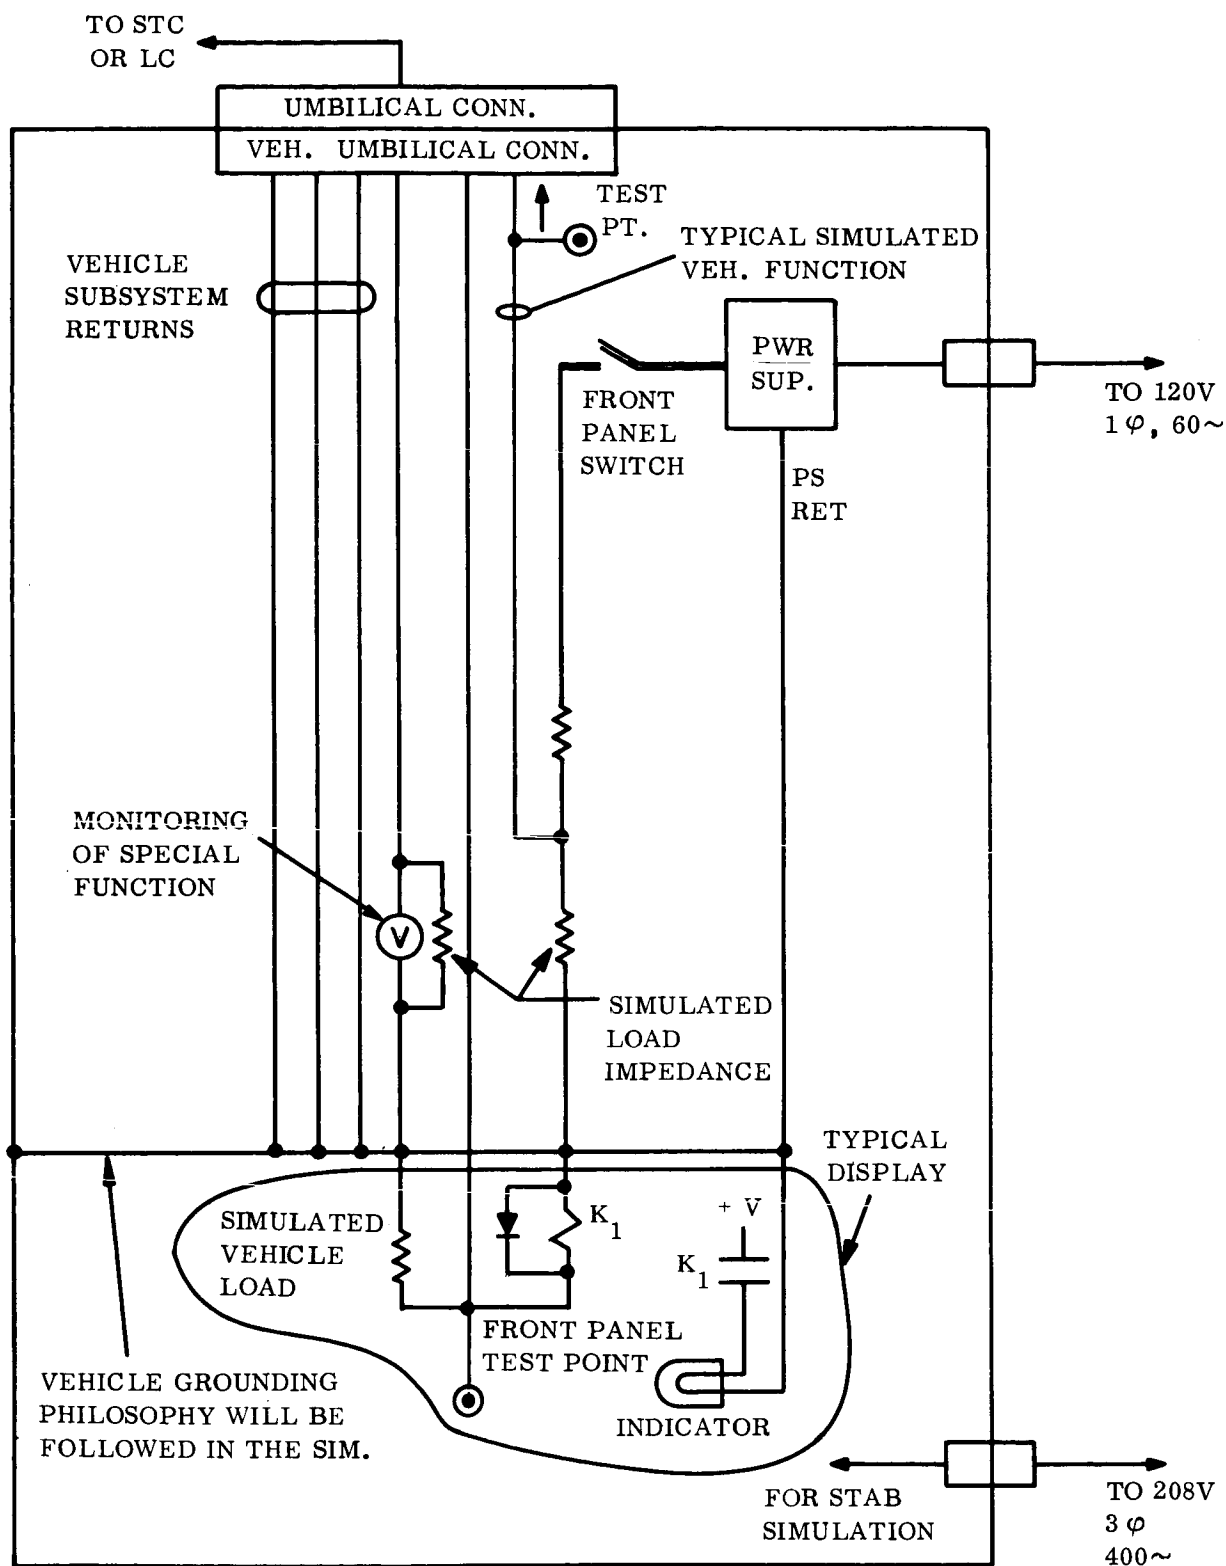 TO STC
OR LC
UMBILICAL CONN.
VEH. UMBILICAL CONN.
TEST
PT.
TYPICAL SIMULATED
VEH. FUNCTION
VEHICLE
SUBSYSTEM
RETURNS
PWR
SUP.
FRONT
PANEL
SWITCH
TO 120V
1 φ, 60~
PS
RET
MONITORING
OF SPECIAL
FUNCTION
V
SIMULATED
LOAD
IMPEDANCE
TYPICAL
DISPLAY
SIMULATED
VEHICLE
LOAD
K1
+ V
K1
FRONT PANEL
TEST POINT
INDICATOR
VEHICLE GROUNDING
PHILOSOPHY WILL BE
FOLLOWED IN THE SIM.
FOR STAB
SIMULATION
TO 208V
3 φ
400~